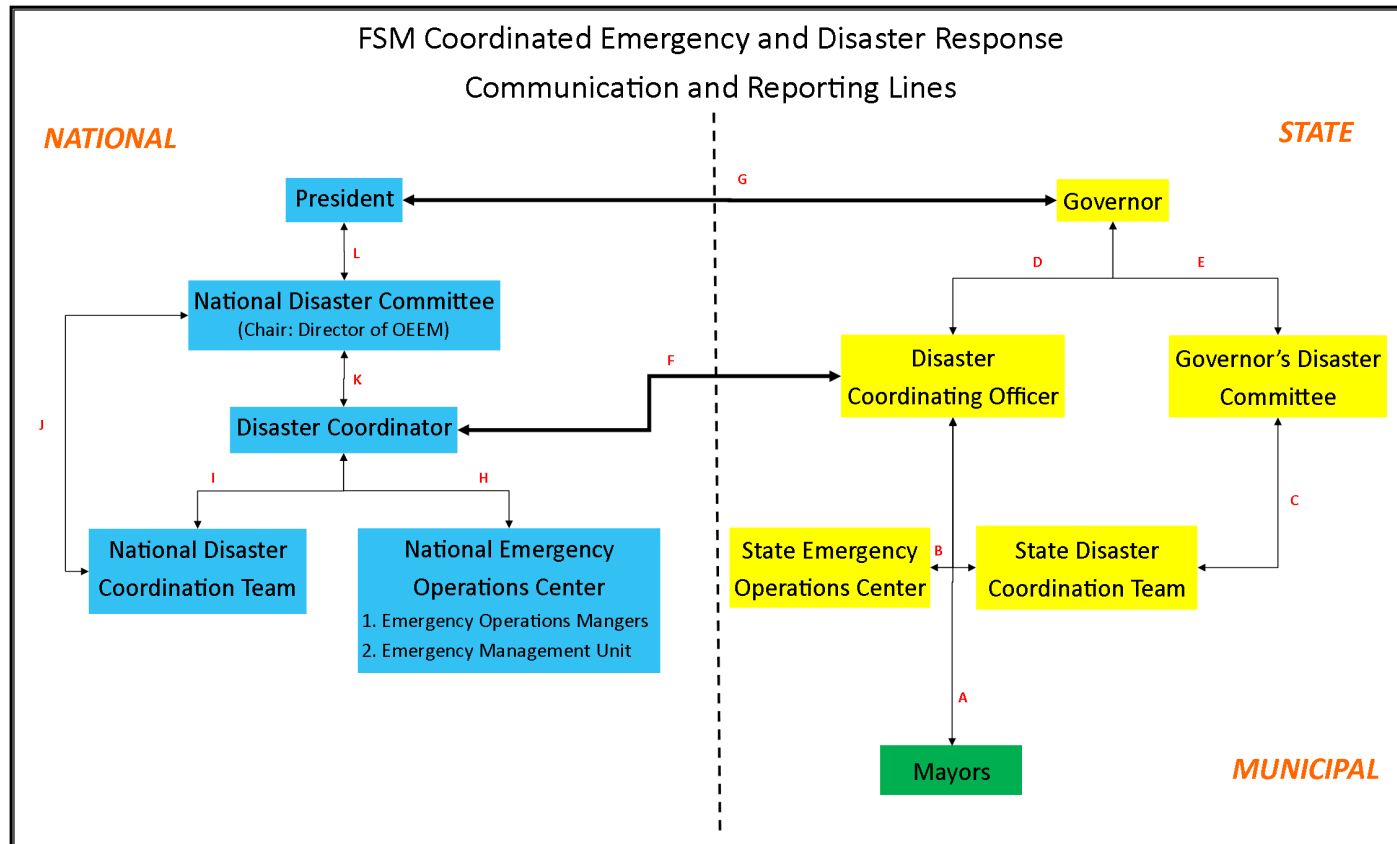 FSM Coordinated Emergency and Disaster Response
Communication and Reporting Lines
NATIONAL
STATE
G
President
Governor
L
D
E
National Disaster Committee
(Chair: Director of OEEM)
F
Disaster
Coordinating Officer
Governor's Disaster
Committee
K
J
Disaster Coordinator
I
H
C
National Disaster
Coordination Team
National Emergency
Operations Center
1. Emergency Operations Mangers
2. Emergency Management Unit
State Emergency
Operations Center
B
State Disaster
Coordination Team
A
Mayors
MUNICIPAL